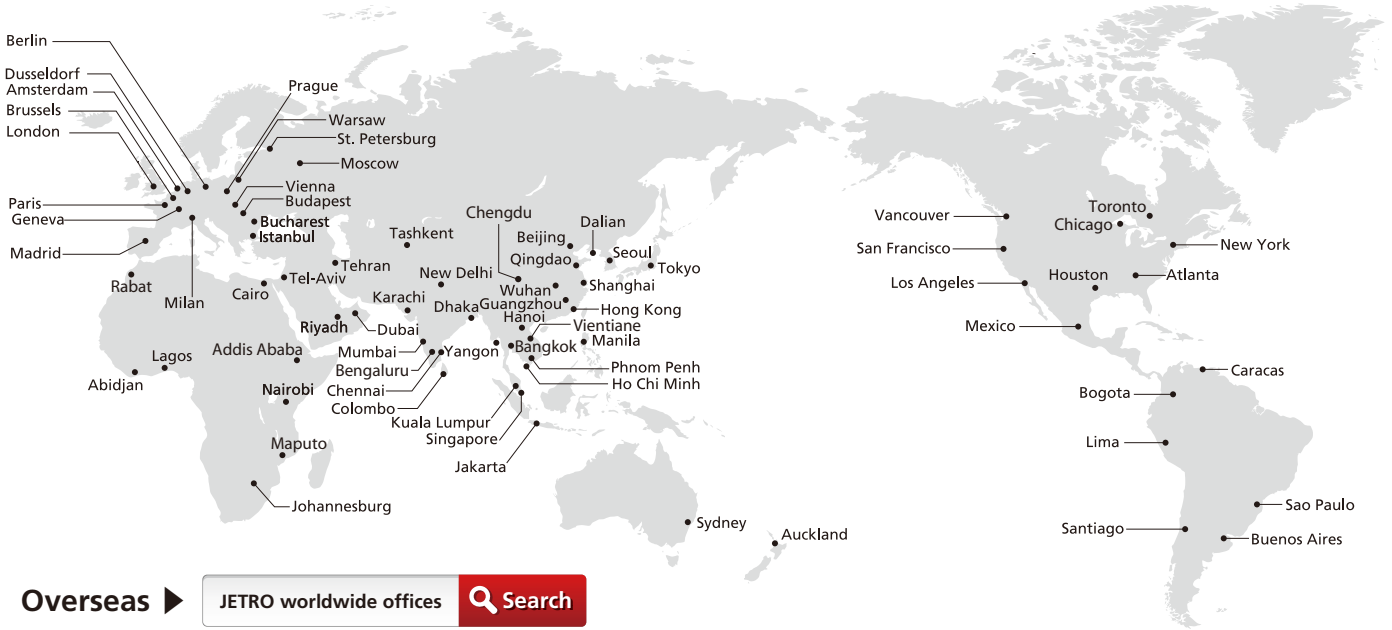 Berlin
Dusseldorf
Amsterdam
Brussels
London
Paris
Geneva
Madrid
Prague
Warsaw
St. Petersburg
Moscow
Vienna
Budapest
Bucharest
Istanbul
Milan
Rabat
Cairo
Tel-Aviv
Tehran
Tashkent
Riyadh
Dubai
Karachi
New Delhi
Dhaka
Mumbai
Bengaluru
Chennai
Colombo
Yangon
Chengdu
Beijing
Qingdao
Dalian
Seoul
Tokyo
Shanghai
Wuhan
Guangzhou
Hong Kong
Hanoi
Vientiane
Manila
Bangkok
Phnom Penh
Ho Chi Minh
Kuala Lumpur
Singapore
Jakarta
Addis Ababa
Lagos
Abidjan
Nairobi
Maputo
Johannesburg
Sydney
Auckland
Vancouver
San Francisco
Los Angeles
Mexico
Toronto
Chicago
New York
Houston
Atlanta
Caracas
Bogota
Lima
Sao Paulo
Santiago
Buenos Aires
Overseas
JETRO worldwide offices
Search